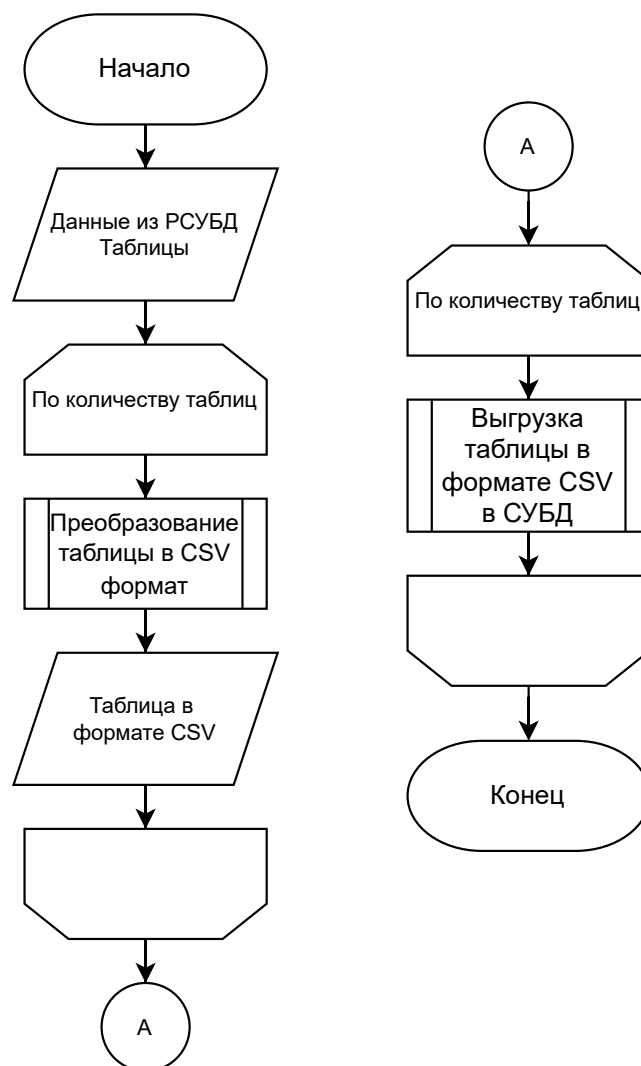 Начало
Данные из РСУБД
Таблицы
По количеству таблиц
Преобразование
таблицы в CSV
формат
Таблица в
формате CSV
А
А
По количеству таблиц
Выгрузка
таблицы в
формате CSV
в СУБД
Конец